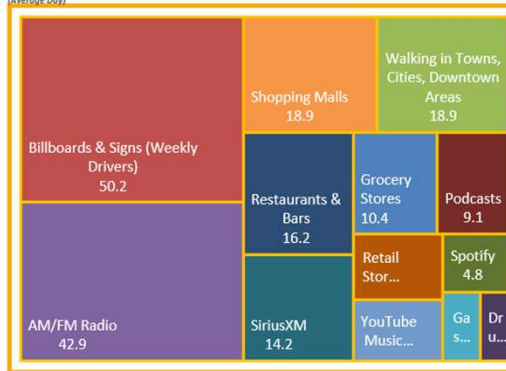 (Average Day)
Billboards & Signs (Weekly
Drivers)
50.2
AM/FM Radio
42.9
Shopping Malls
18.9
Walking in Towns,
Cities, Downtown
Areas
18.9
Restaurants &
Bars
16.2
SiriusXM
14.2
Grocery
Stores
10.4
Podcasts
9.1
Retail
Stor...
Spotify
4.8
YouTube
Music...
Ga
s...
Dr
u...